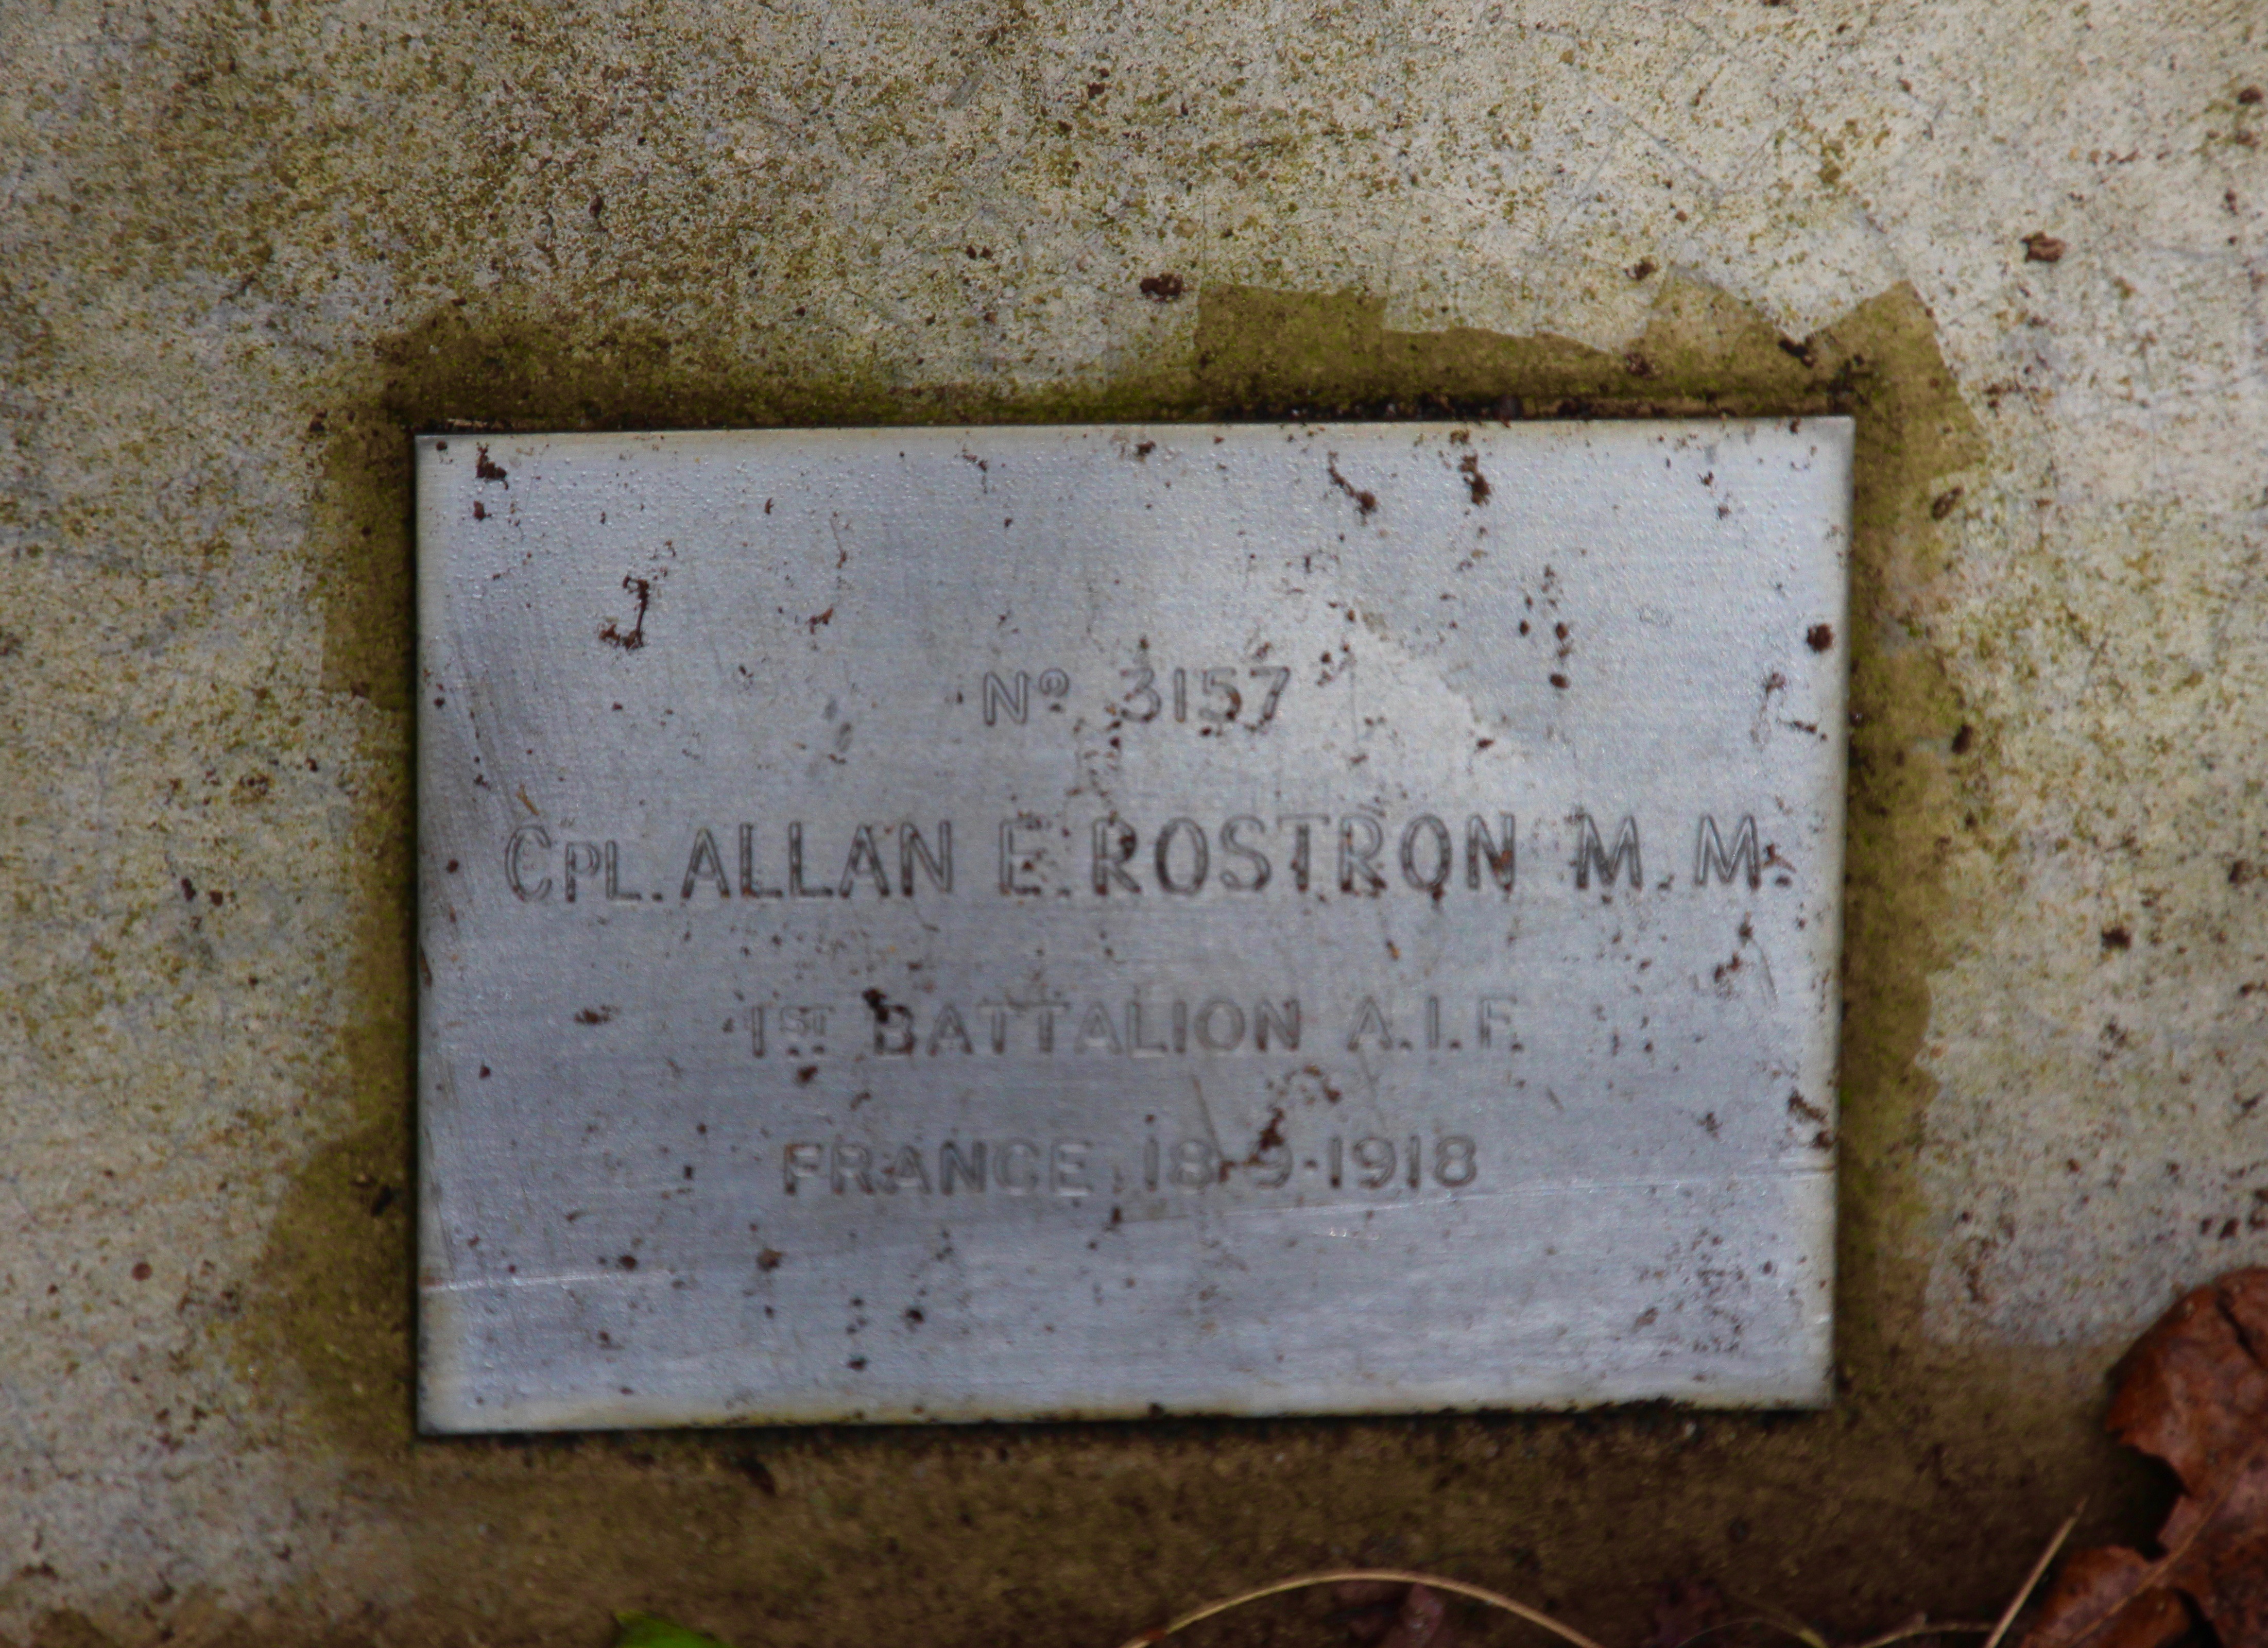 Nº 3157
CPL. ALLAN E. ROSTRON M.M.
1ST BATTALION A.I.F.
FRANCE 18-9-1918